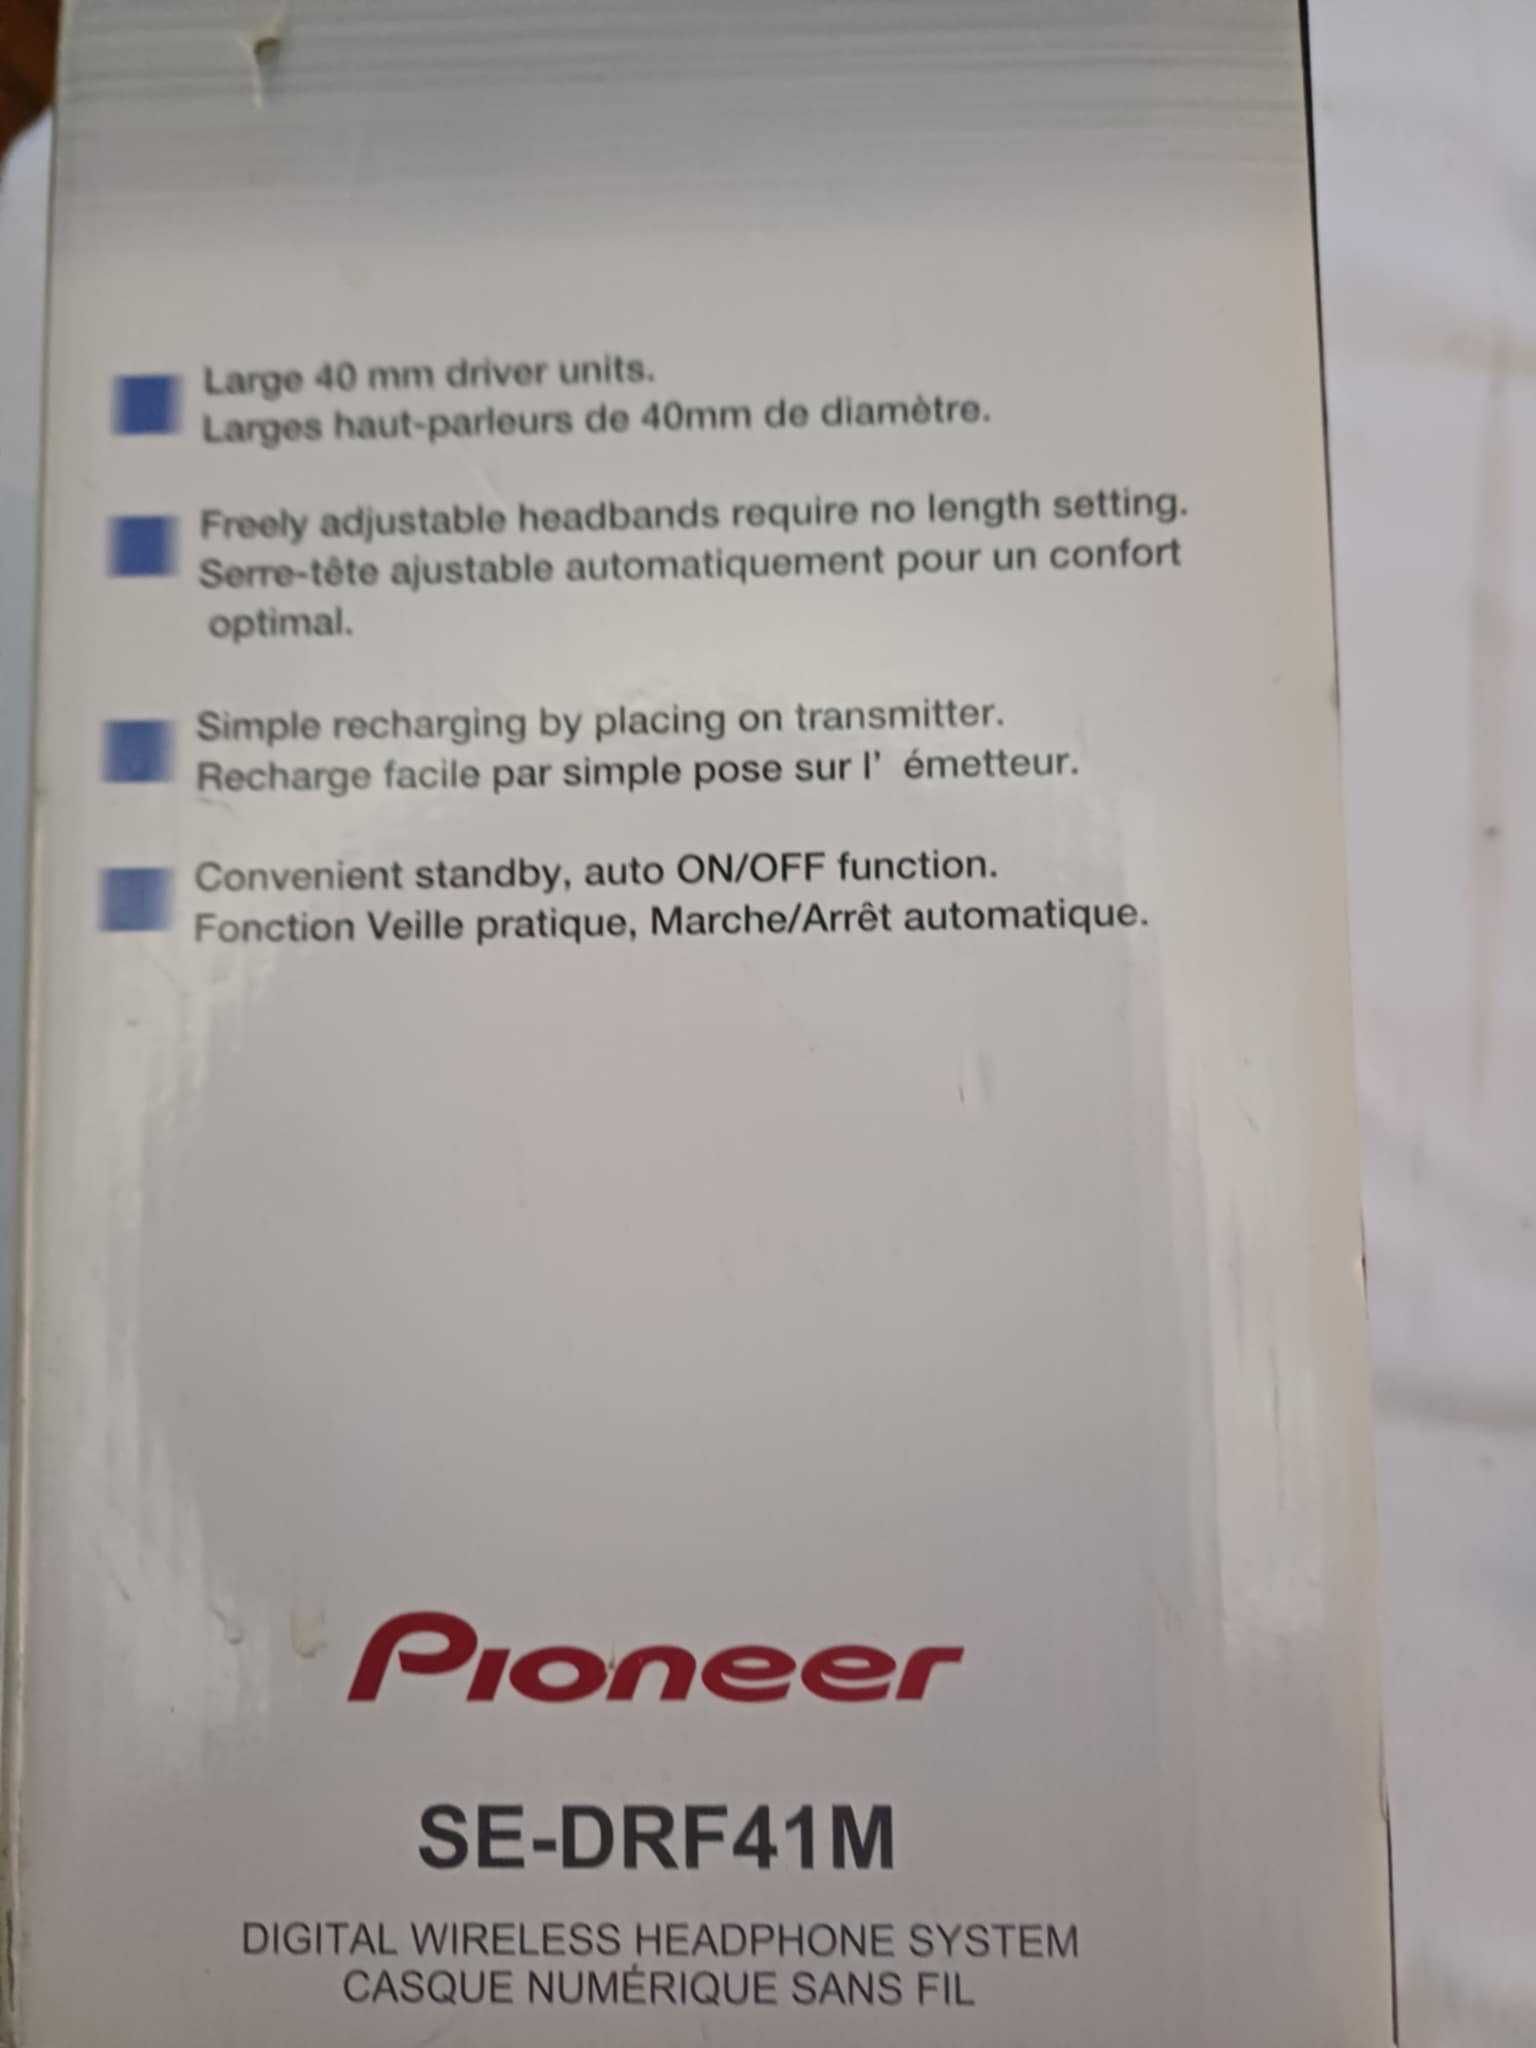 Large 40 mm driver units.
Larges haut-parleurs de 40mm de diamètre.
Freely adjustable headbands require no length setting.
Serre-tête ajustable automatiquement pour un confort
optimal.
Simple recharging by placing on transmitter.
Recharge facile par simple pose sur l' émetteur.
Convenient standby, auto ON/OFF function.
Fonction Veille pratique, Marche/Arrêt automatique.
Pioneer
SE-DRF41M
DIGITAL WIRELESS HEADPHONE SYSTEM
CASQUE NUMÉRIQUE SANS FIL